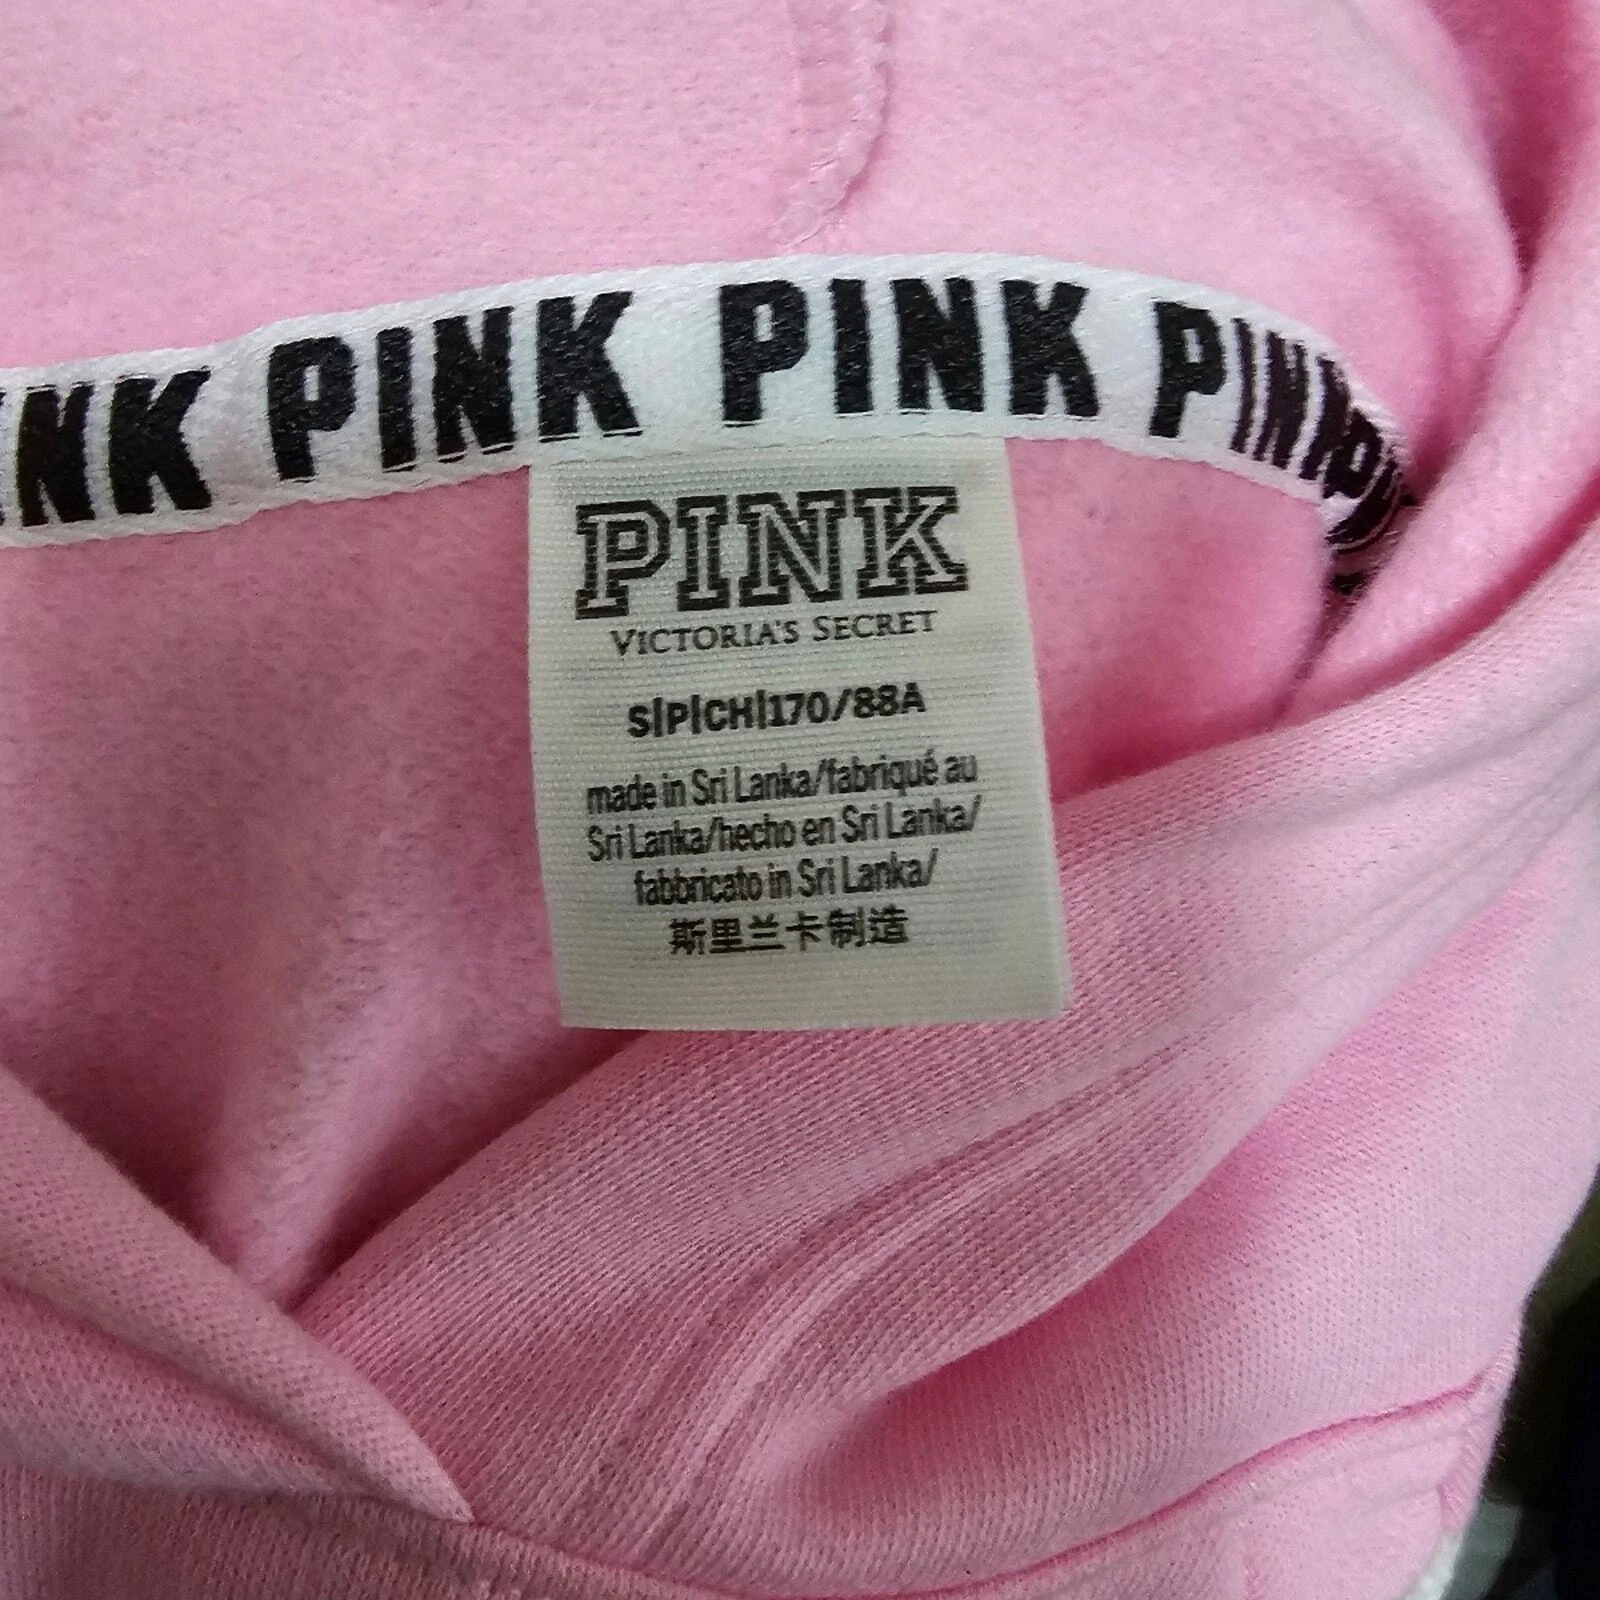 INK PINK PINK PINK
PINK
VICTORIA'S SECRET
S|P|CH|170/88A
made in Sri Lanka/fabriqué au
Sri Lanka/hecho en Sri Lanka/
fabbricato in Sri Lanka/
斯里兰卡制造